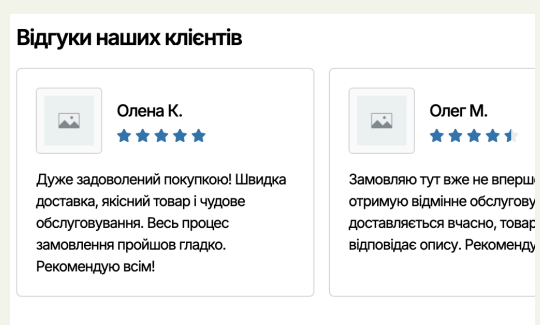 Відгуки наших клієнтів
Олена К.
Дуже задоволений покупкою! Швидка
доставка, якісний товар і чудове
обслуговування. Весь процес
замовлення пройшов гладко.
Рекомендую всім!
Олег М.
Замовляю тут вже не
отримую відмінне
доставляється вчасно, товар
відповідає опису.